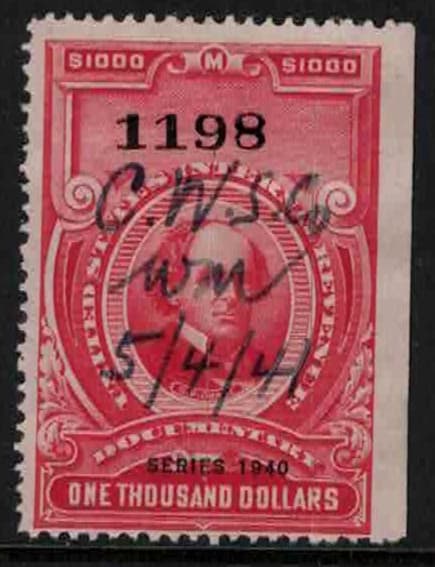 $1000 M $1000
1198
C.W.S.Co
wm
5/4/41
UNITED STATES INTERNAL REVENUE
DOCUMENTARY
SERIES 1940
ONE THOUSAND DOLLARS